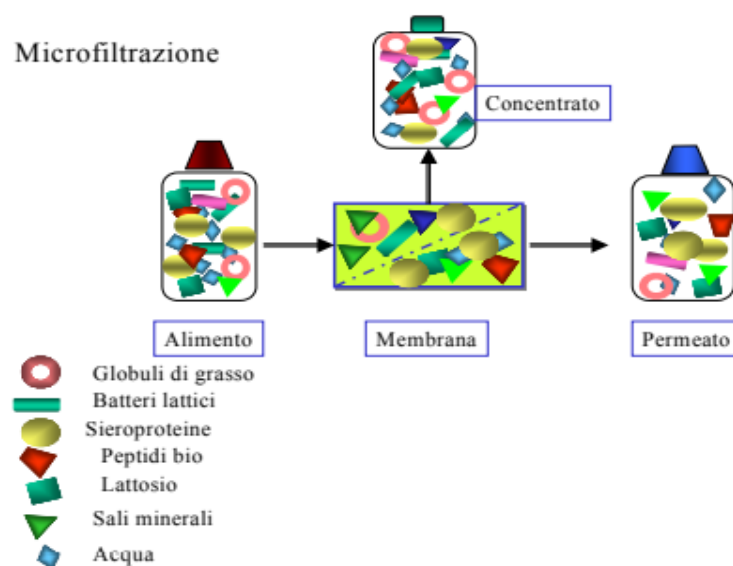 Microfiltrazione
Concentrato
Alimento
Membrana
Permeato
Globuli di grasso
Batteri lattici
Sieroproteine
Peptidi bio
Lattosio
Sali minerali
Acqua